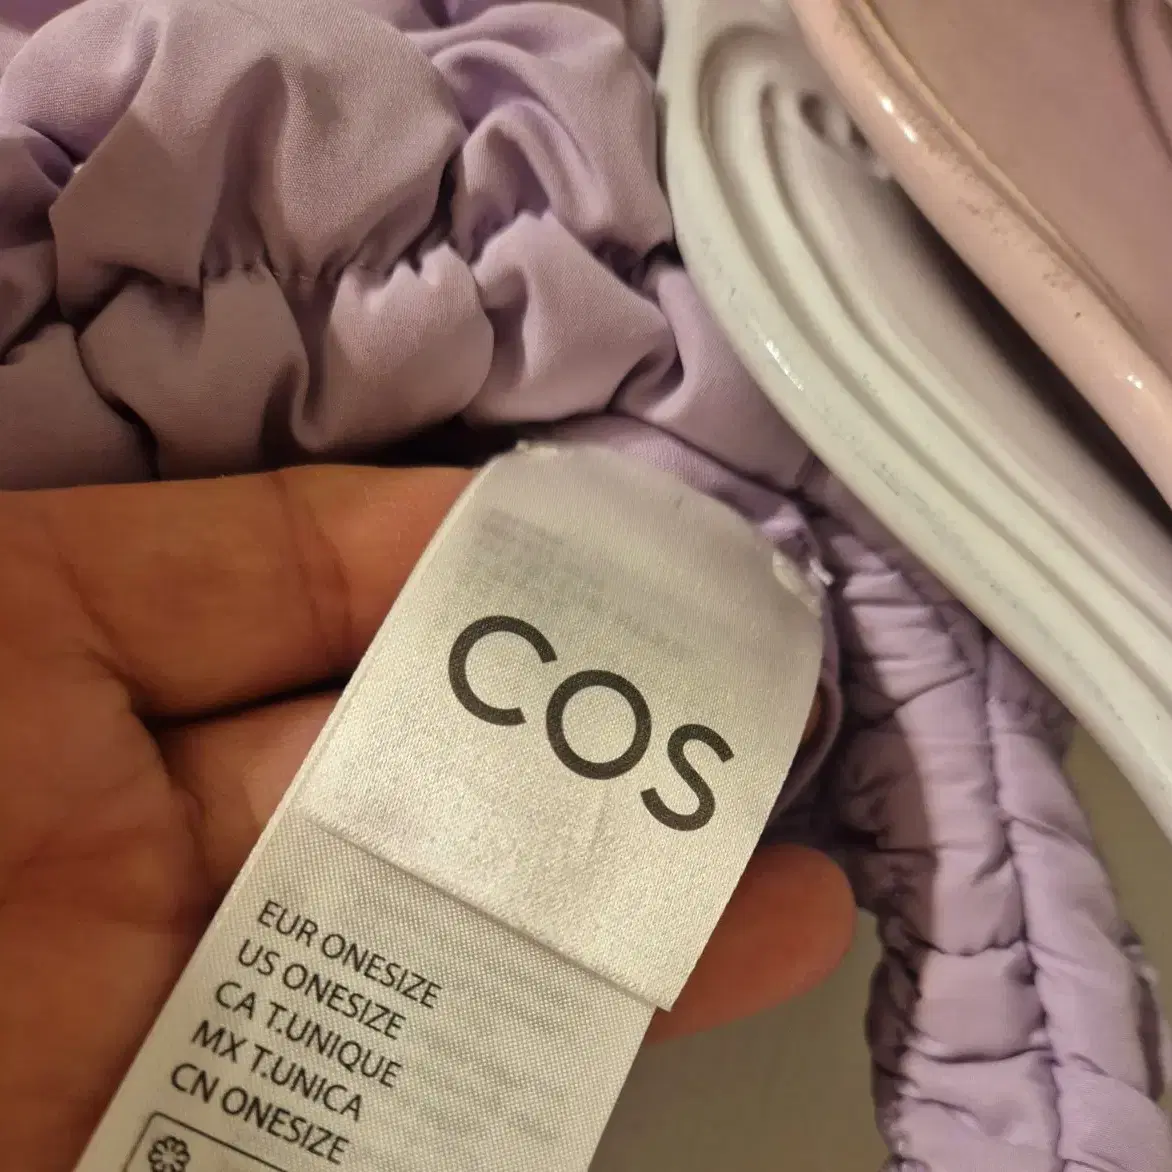 COS
EUR ONESIZE
US ONESIZE
CA T.UNIQUE
MX T.UNICA
CN ONESIZE